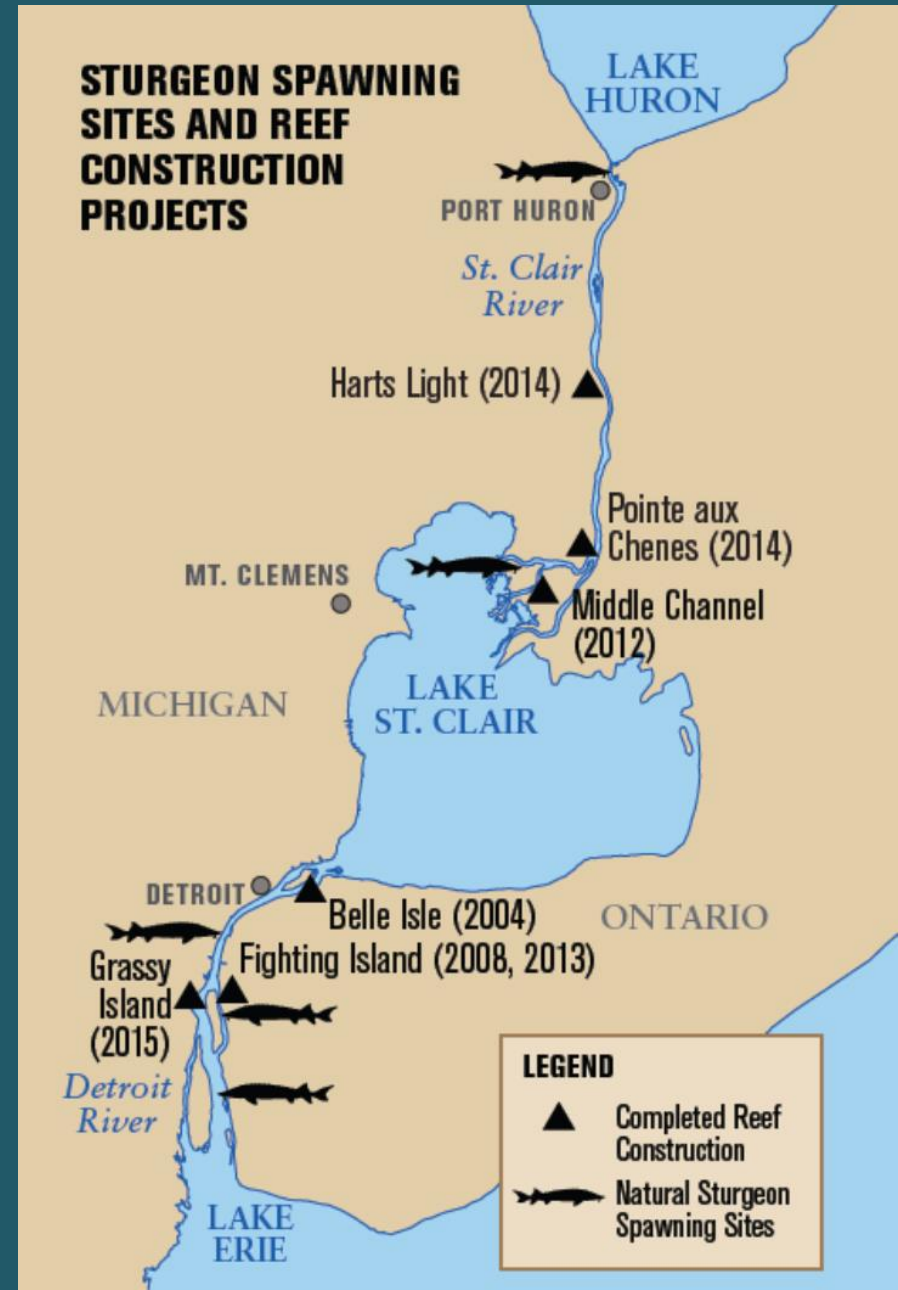 STURGEON SPAWNING
SITES AND REEF
CONSTRUCTION
PROJECTS
LAKE
HURON
PORT HURON
St. Clair
River
Harts Light (2014)
Pointe aux
Chenes (2014)
MT. CLEMENS
Middle Channel
(2012)
MICHIGAN
LAKE
ST. CLAIR
DETROIT
Belle Isle (2004)
ONTARIO
Fighting Island (2008, 2013)
Grassy
Island
(2015)
Detroit
River
LAKE
ERIE
LEGEND
Completed Reef
Construction
Natural Sturgeon
Spawning Sites